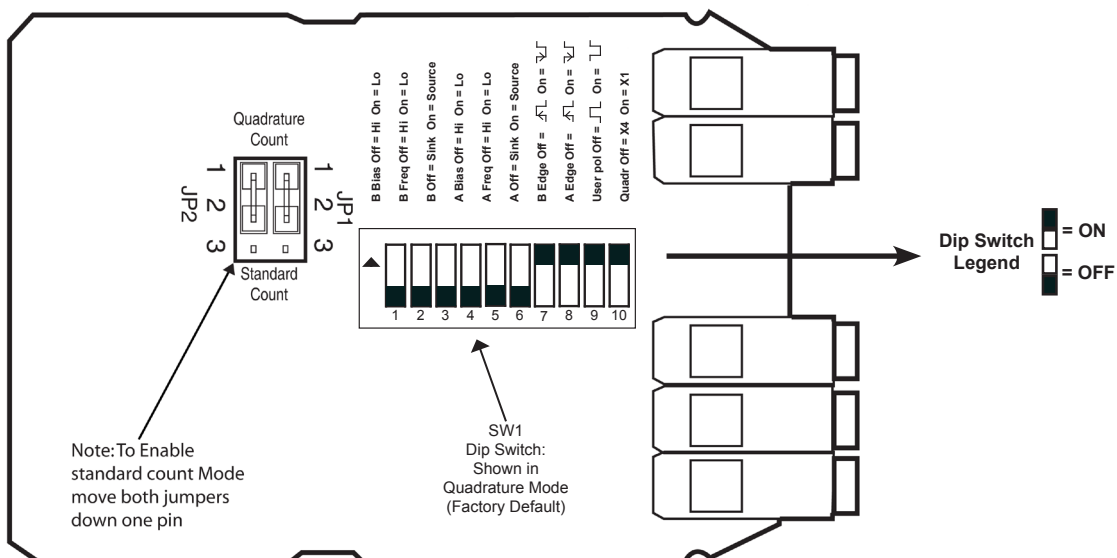 Quadrature
Count
1
2
3
JP2
1
2
3
JP1
Standard
Count
B Bias Off = Hi On = Lo
B Freq Off = Hi On = Lo
B Off = Sink On = Source
A Bias Off = Hi On = Lo
A Freq Off = Hi On = Lo
A Off = Sink On = Source
B Edge Off = On =
A Edge Off = On =
User pol Off = On =
Quadr Off = X4 On = X1
1 2 3 4 5 6 7 8 9 10
Dip Switch
Legend
= ON
= OFF
SW1
Dip Switch:
Shown in
Quadrature Mode
(Factory Default)
Note: To Enable
standard count Mode
move both jumpers
down one pin